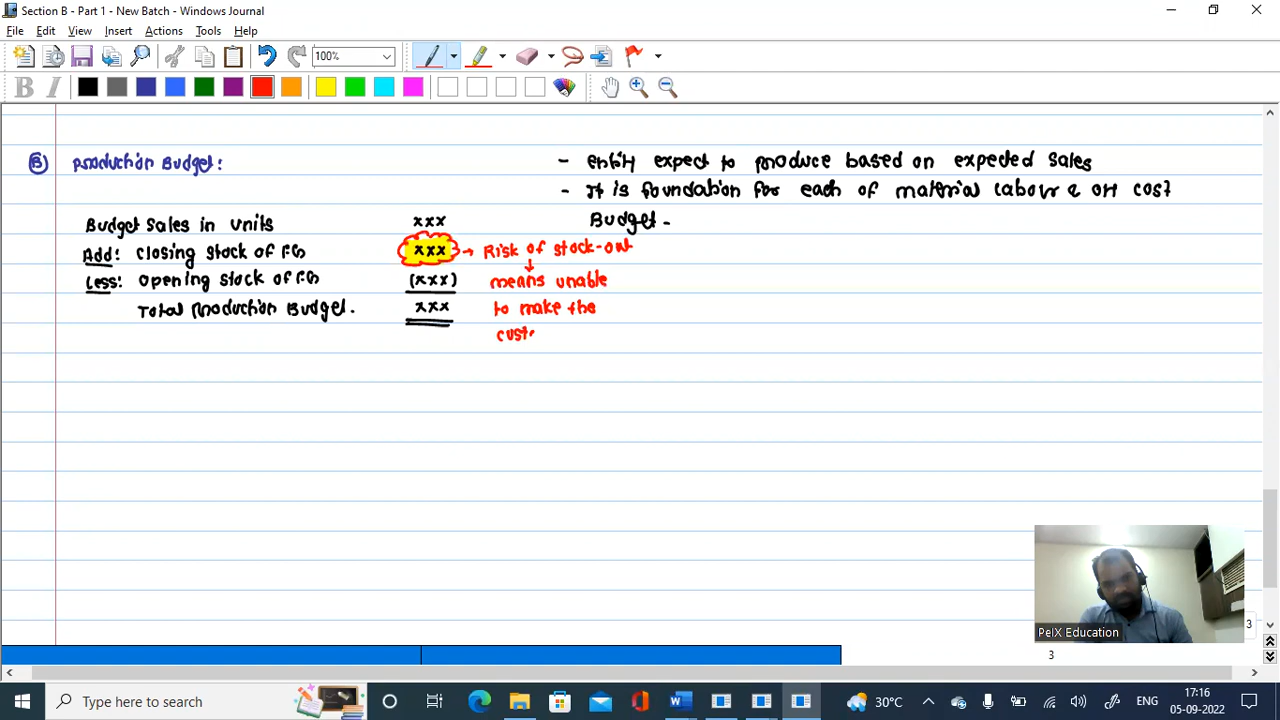 Section B - Part 1 - New Batch - Windows Journal
File Edit View Insert Actions Tools Help
100%
B Production Budget:
- entity expect to produce based on expected sales
- It is foundation for each of material labour & OH cost
Budget.
Budget Sales in units xxx
Add: Closing stock of FG xxx → Risk of stock-out
Less: Opening stock of FG (xxx) means unable
Total Production Budget. xxx to make the
cust
PelX Education
3
3
Type here to search
30°C
ENG
17:16
05-09-2022